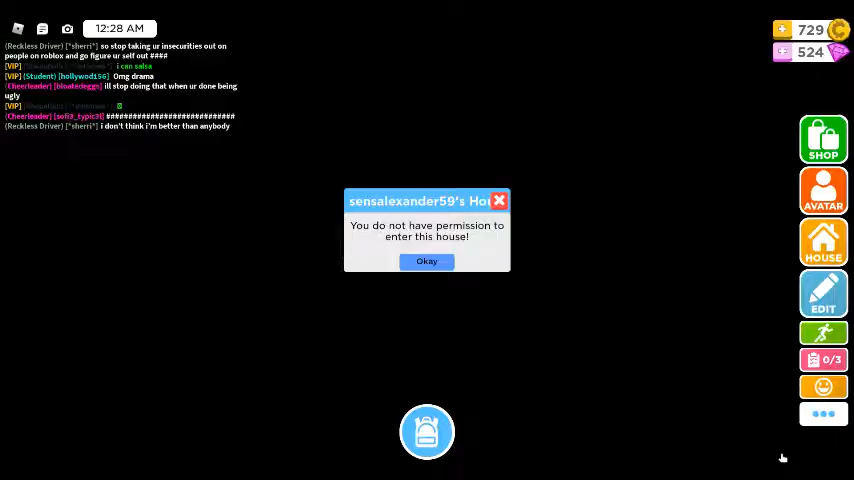 12:28 AM
729
524
(Reckless Driver) [*sherri*] so stop taking ur insecurities out on
people on roblox and go figure ur self out ####
[VIP] i can salsa
[VIP] (Student) [hollywod156] Omg drama
(Cheerleader) [bloatedeggs] ill stop doing that when ur done being
ugly
[VIP]
(Cheerleader) [sofi3_typic3l] ############################
(Reckless Driver) [*sherri*] i don't think i'm better than anybody
SHOP
AVATAR
HOUSE
EDIT
0/3
sensalexander59's Ho
You do not have permission to
enter this house!
Okay